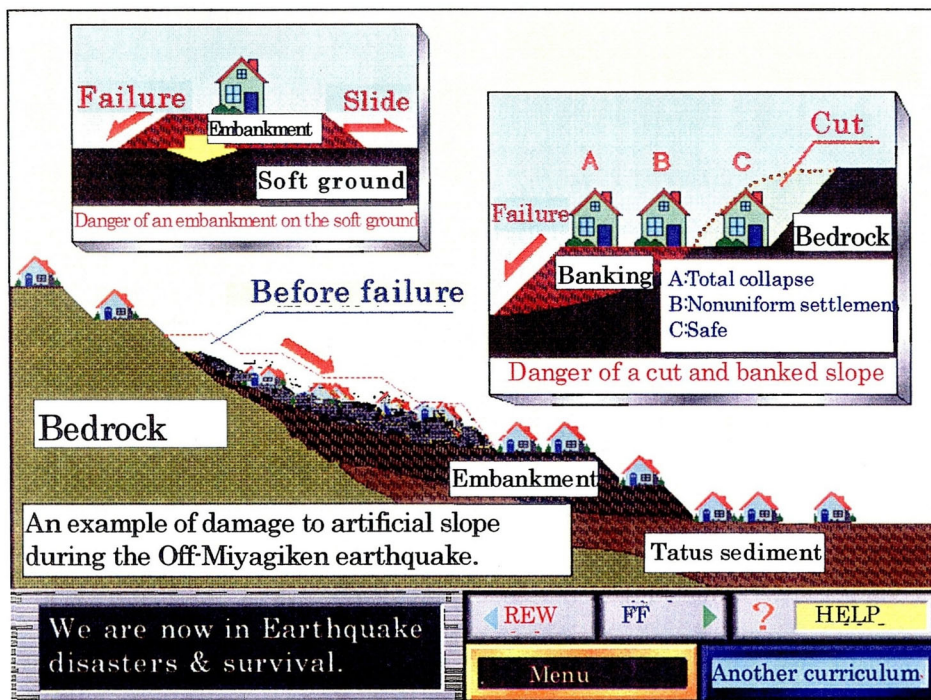 Failure
Slide
Embankment
Soft ground
Danger of an embankment on the soft ground
A
B
C
Cut
Failure
Bedrock
Banking
A:Total collapse
B:Nonuniform settlement
C:Safe
Danger of a cut and banked slope
Before failure
Bedrock
Embankment
Tatus sediment
An example of damage to artificial slope
during the Off-Miyagiken earthquake.
We are now in Earthquake
disasters & survival.
REW
FF
? HELP
Menu
Another curriculum.